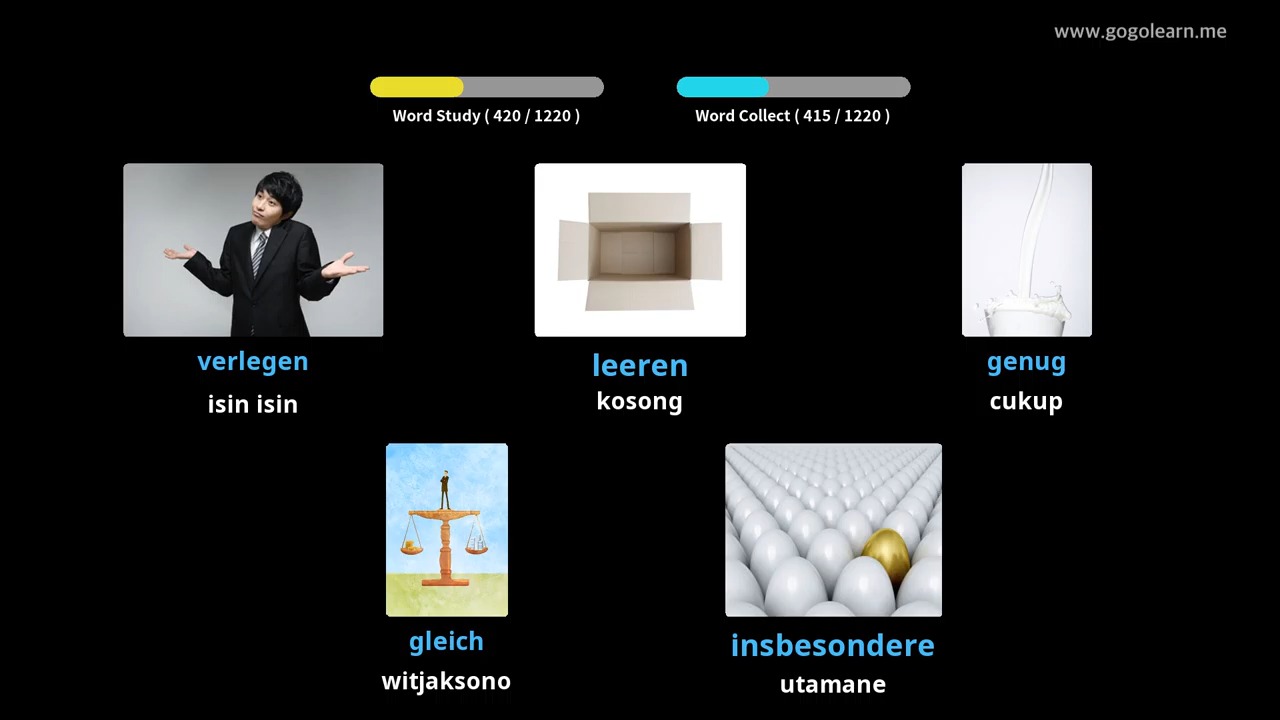 www.gogolearn.me
Word Study ( 420 / 1220 )
Word Collect ( 415 / 1220 )
verlegen
isin isin
leeren
kosong
genug
cukup
gleich
witjaksono
insbesondere
utamane